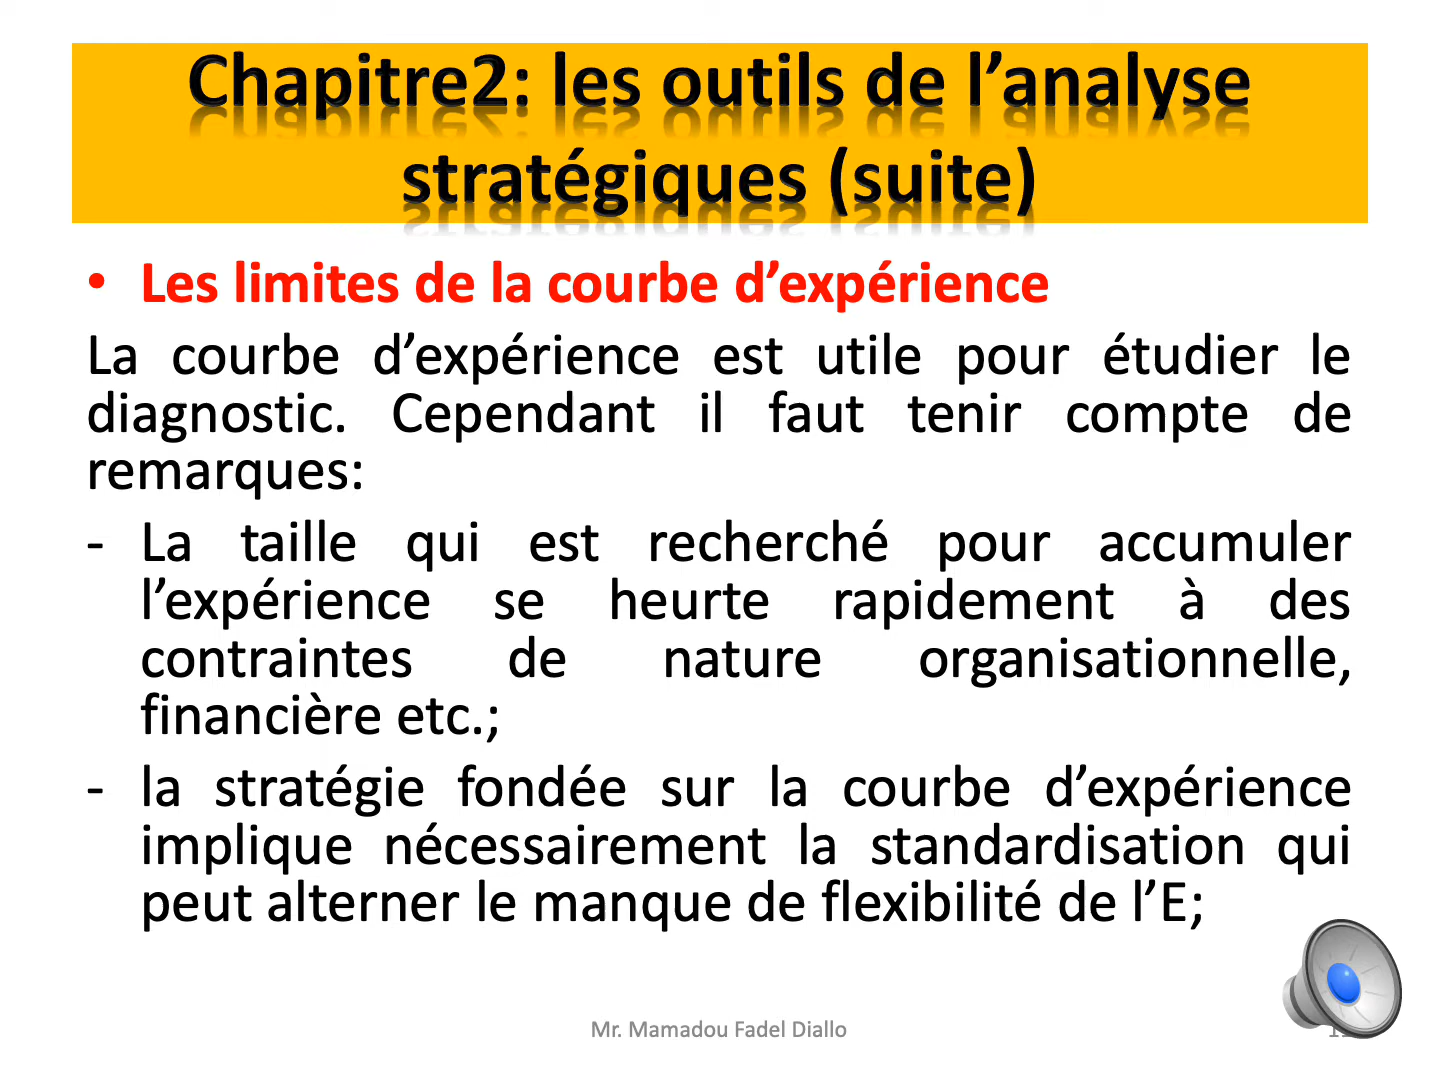 Chapitre2: les outils de l’analyse
stratégiques (suite)
• Les limites de la courbe d’expérience
La courbe d’expérience est utile pour étudier le
diagnostic. Cependant il faut tenir compte de
remarques:
- La taille qui est recherché pour accumuler
l’expérience se heurte rapidement à des
contraintes de nature organisationnelle,
financière etc.;
- la stratégie fondée sur la courbe d’expérience
implique nécessairement la standardisation qui
peut alterner le manque de flexibilité de l’E;
Mr. Mamadou Fadel Diallo